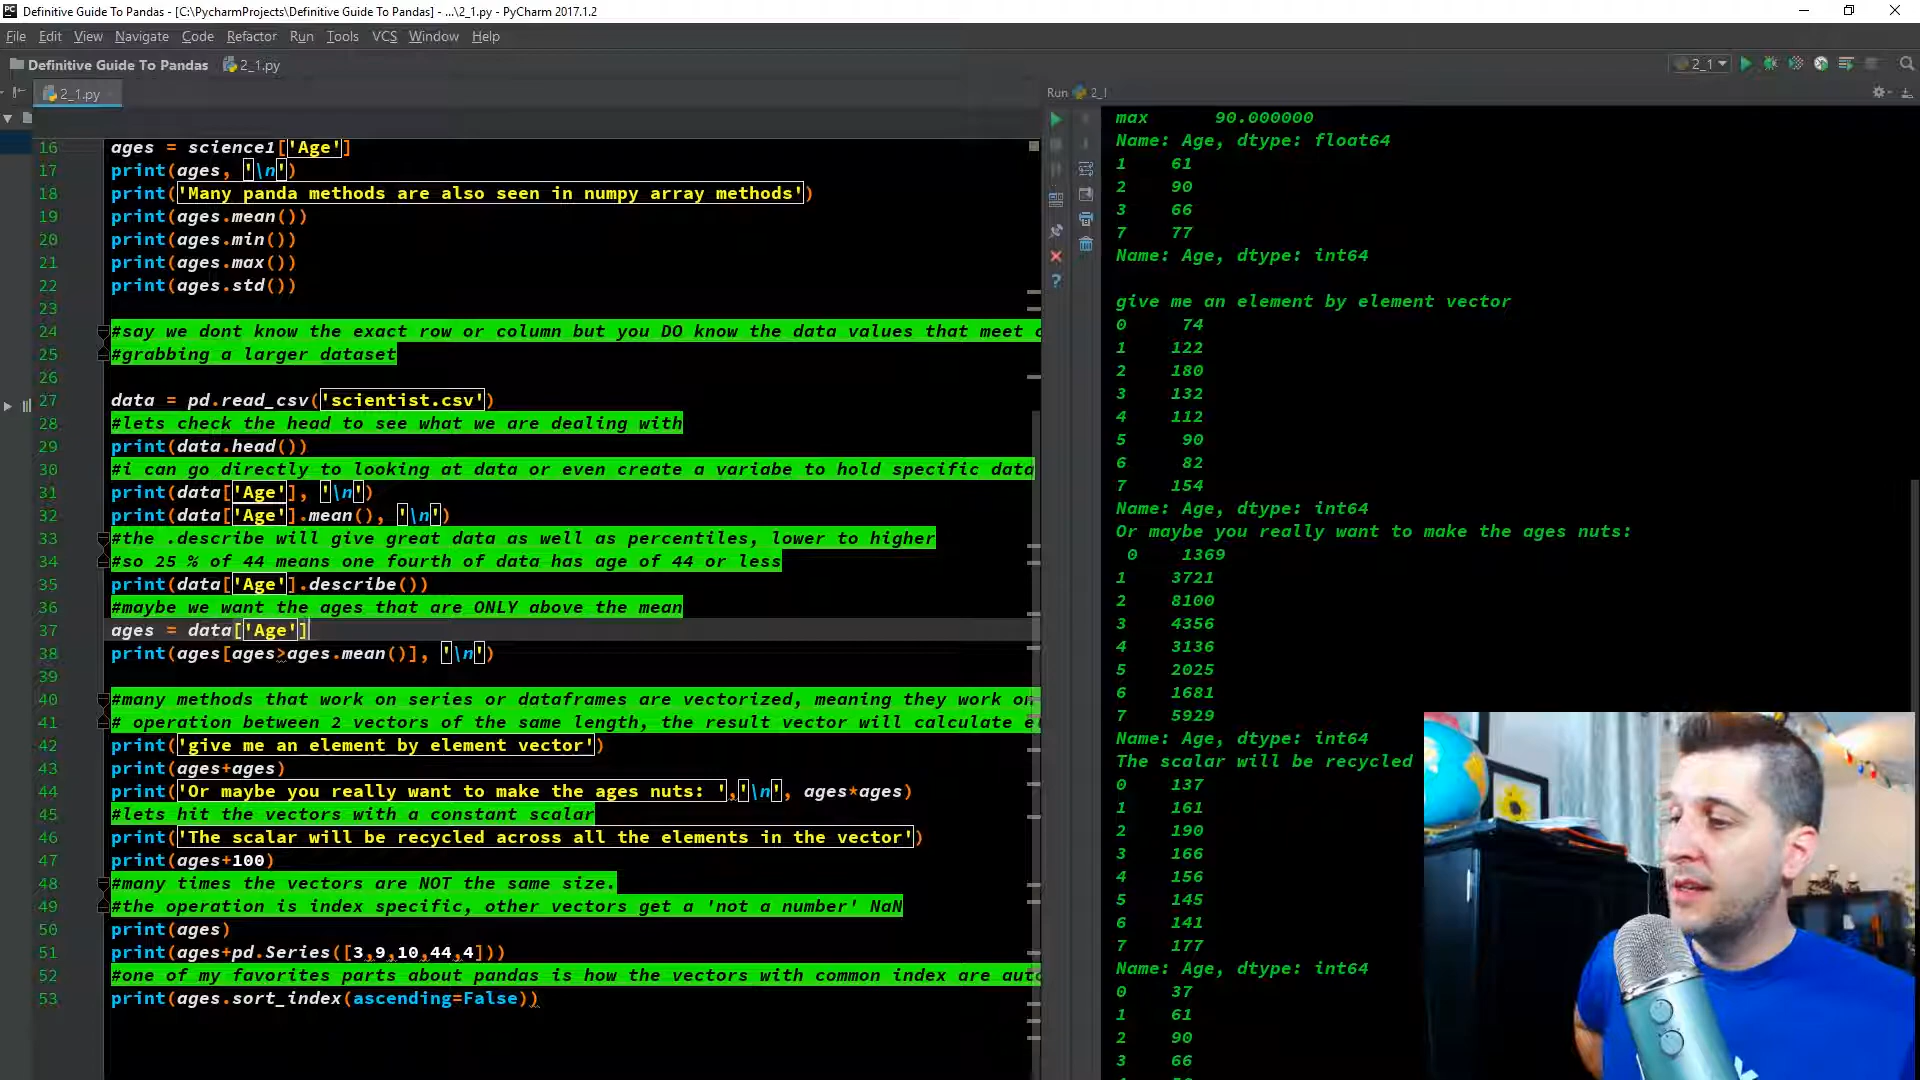 Definitive Guide To Pandas - [C:\PycharmProjects\Definitive Guide To Pandas] - ...\2_1.py - PyCharm 2017.1.2
File Edit View Navigate Code Refactor Run Tools VCS Window Help
Definitive Guide To Pandas 2_1.py
2_1
2_1.py
Run 2_1
16 ages = science1['Age']
17 print(ages, '\n')
18 print('Many panda methods are also seen in numpy array methods')
19 print(ages.mean())
20 print(ages.min())
21 print(ages.max())
22 print(ages.std())
23
24 #say we dont know the exact row or column but you DO know the data values that meet
25 #grabbing a larger dataset
26
27 data = pd.read_csv('scientist.csv')
28 #lets check the head to see what we are dealing with
29 print(data.head())
30 #i can go directly to looking at data or even create a variabe to hold specific data
31 print(data['Age'], '\n')
32 print(data['Age'].mean(), '\n')
33 #the .describe will give great data as well as percentiles, lower to higher
34 #so 25 % of 44 means one fourth of data has age of 44 or less
35 print(data['Age'].describe())
36 #maybe we want the ages that are ONLY above the mean
37 ages = data['Age']
38 print(ages[ages>ages.mean()], '\n')
39
40 #many methods that work on series or dataframes are vectorized, meaning they work on
41 # operation between 2 vectors of the same length, the result vector will calculate
42 print('give me an element by element vector')
43 print(ages+ages)
44 print('Or maybe you really want to make the ages nuts: ','\n', ages*ages)
45 #lets hit the vectors with a constant scalar
46 print('The scalar will be recycled across all the elements in the vector')
47 print(ages+100)
48 #many times the vectors are NOT the same size.
49 #the operation is index specific, other vectors get a 'not a number' NaN
50 print(ages)
51 print(ages+pd.Series([3,9,10,44,4]))
52 #one of my favorites parts about pandas is how the vectors with common index are
53 print(ages.sort_index(ascending=False))
max 90.000000
Name: Age, dtype: float64
1 61
2 90
3 66
7 77
Name: Age, dtype: int64
give me an element by element vector
0 74
1 122
2 180
3 132
4 112
5 90
6 82
7 154
Name: Age, dtype: int64
Or maybe you really want to make the ages nuts:
0 1369
1 3721
2 8100
3 4356
4 3136
5 2025
6 1681
7 5929
Name: Age, dtype: int64
The scalar will be recycled
0 137
1 161
2 190
3 166
4 156
5 145
6 141
7 177
Name: Age, dtype: int64
0 37
1 61
2 90
3 66